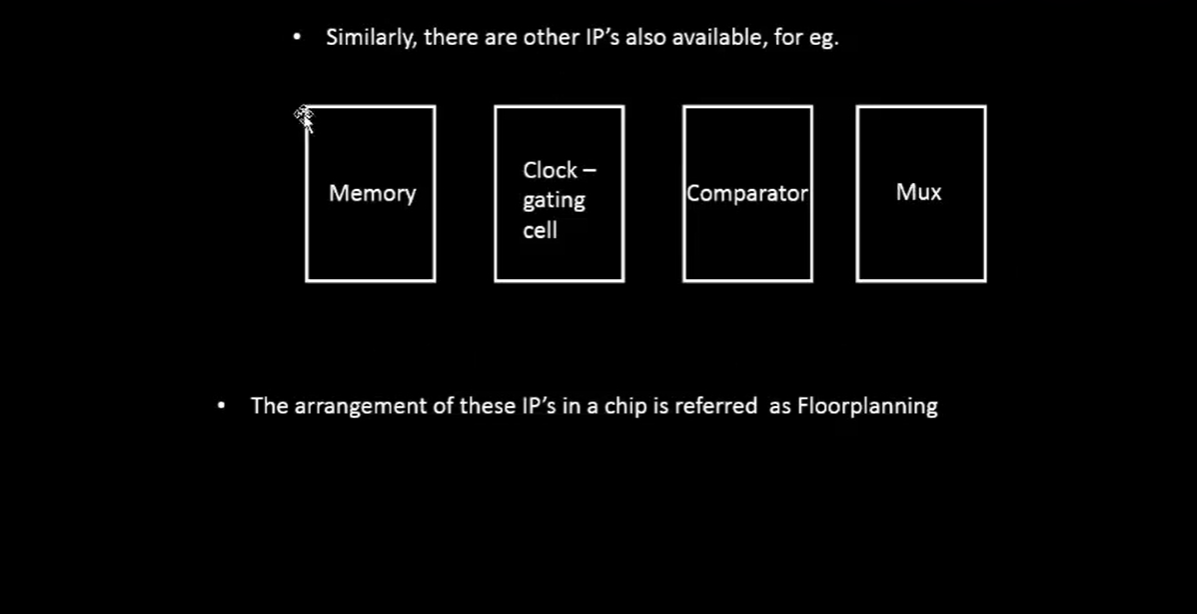 • Similarly, there are other IP’s also available, for eg.
Memory
Clock –
gating
cell
Comparator
Mux
• The arrangement of these IP’s in a chip is referred  as Floorplanning